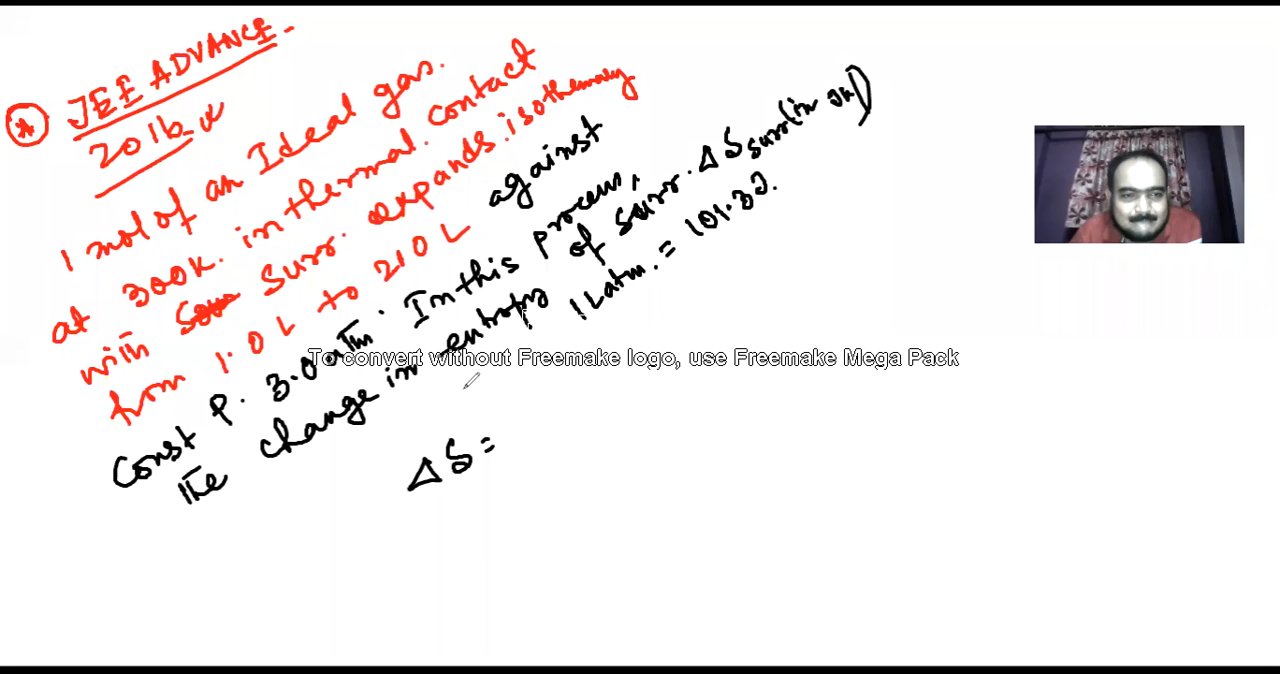 JEE ADVANCE
2016
1 mol of an Ideal gas.
at 300K. in thermal. contact
with surr. expands. isothermaly
from 1.0 L to 2.0 L against
Const P. 3.0 atm. In this process,
the change in entropy of surr. ΔS surr (in J/K)
1 L atm. = 101.3 J.
To convert without Freemake logo, use Freemake Mega Pack
ΔS =